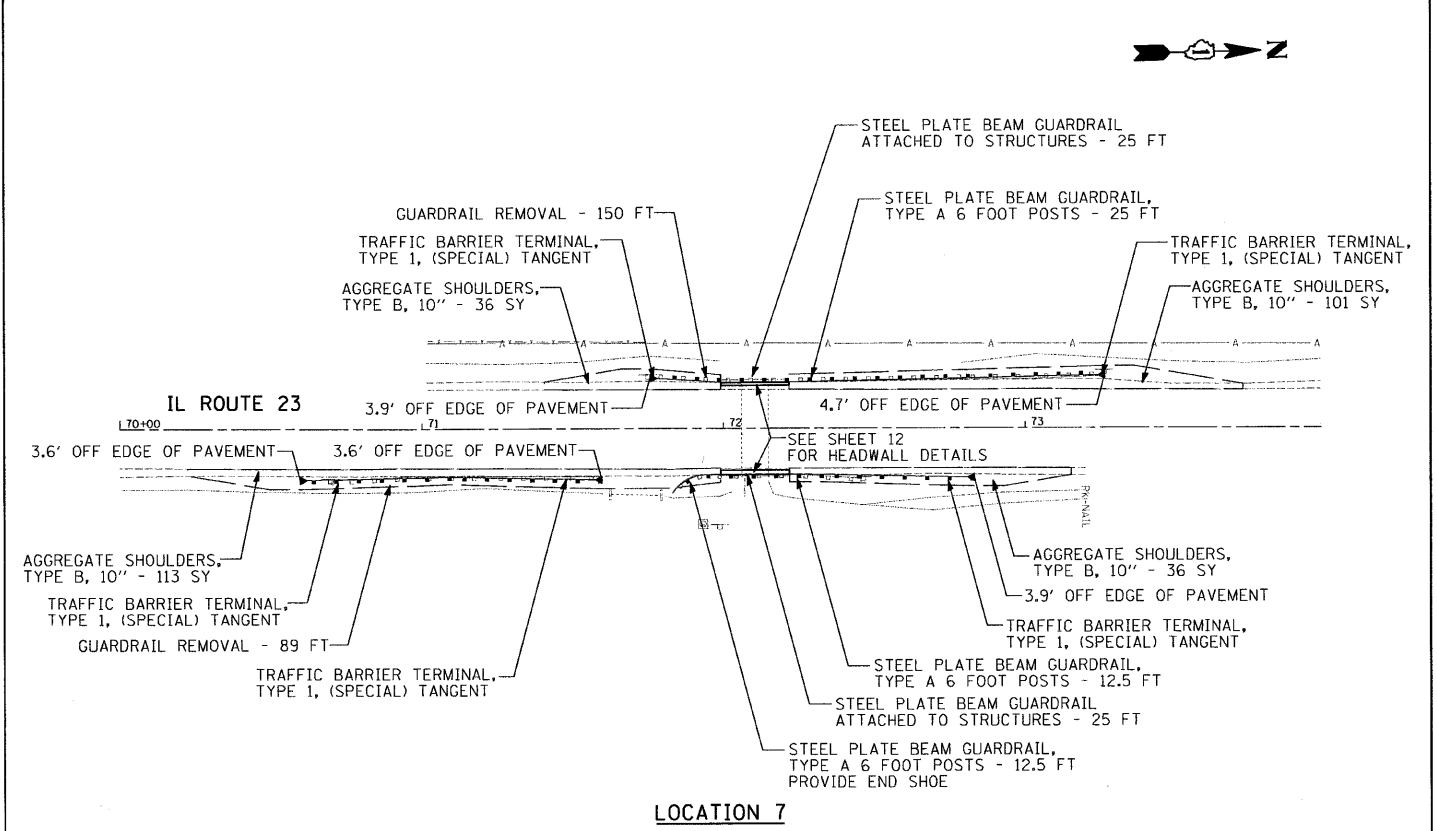 N
STEEL PLATE BEAM GUARDRAIL
ATTACHED TO STRUCTURES - 25 FT
STEEL PLATE BEAM GUARDRAIL,
TYPE A 6 FOOT POSTS - 25 FT
GUARDRAIL REMOVAL - 150 FT
TRAFFIC BARRIER TERMINAL,
TYPE 1, (SPECIAL) TANGENT
TRAFFIC BARRIER TERMINAL,
TYPE 1, (SPECIAL) TANGENT
AGGREGATE SHOULDERS,
TYPE B, 10'' - 36 SY
AGGREGATE SHOULDERS,
TYPE B, 10'' - 101 SY
A A A A A A A A A A A
IL ROUTE 23
3.9' OFF EDGE OF PAVEMENT
4.7' OFF EDGE OF PAVEMENT
70+00
71
72
73
3.6' OFF EDGE OF PAVEMENT
3.6' OFF EDGE OF PAVEMENT
SEE SHEET 12
FOR HEADWALL DETAILS
PK-NAIL
AGGREGATE SHOULDERS,
TYPE B, 10'' - 113 SY
AGGREGATE SHOULDERS,
TYPE B, 10'' - 36 SY
3.9' OFF EDGE OF PAVEMENT
TRAFFIC BARRIER TERMINAL,
TYPE 1, (SPECIAL) TANGENT
TRAFFIC BARRIER TERMINAL,
TYPE 1, (SPECIAL) TANGENT
GUARDRAIL REMOVAL - 89 FT
TRAFFIC BARRIER TERMINAL,
TYPE 1, (SPECIAL) TANGENT
STEEL PLATE BEAM GUARDRAIL,
TYPE A 6 FOOT POSTS - 12.5 FT
STEEL PLATE BEAM GUARDRAIL
ATTACHED TO STRUCTURES - 25 FT
STEEL PLATE BEAM GUARDRAIL,
TYPE A 6 FOOT POSTS - 12.5 FT
PROVIDE END SHOE
LOCATION 7